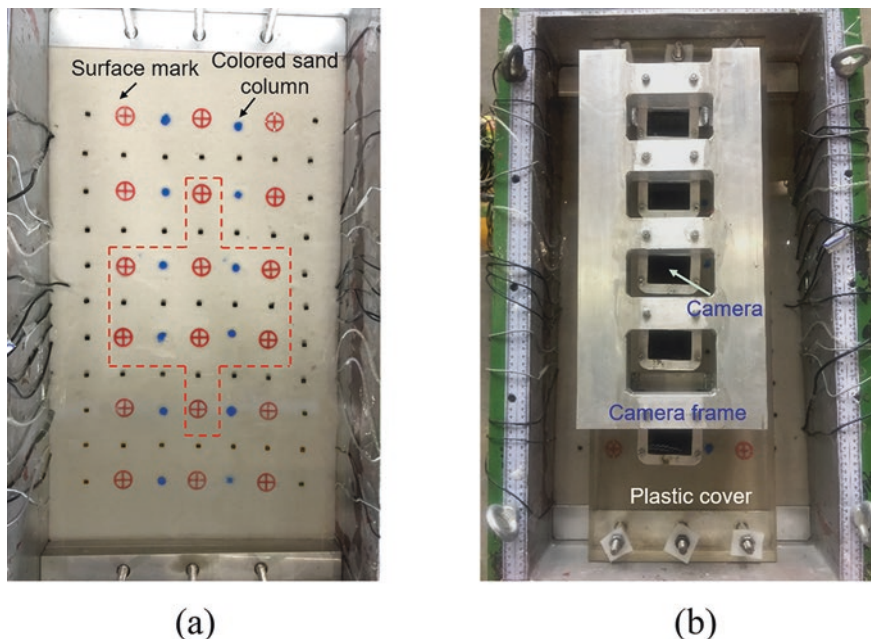 Surface mark
Colored sand
column
Camera
Camera frame
Plastic cover
(a)
(b)